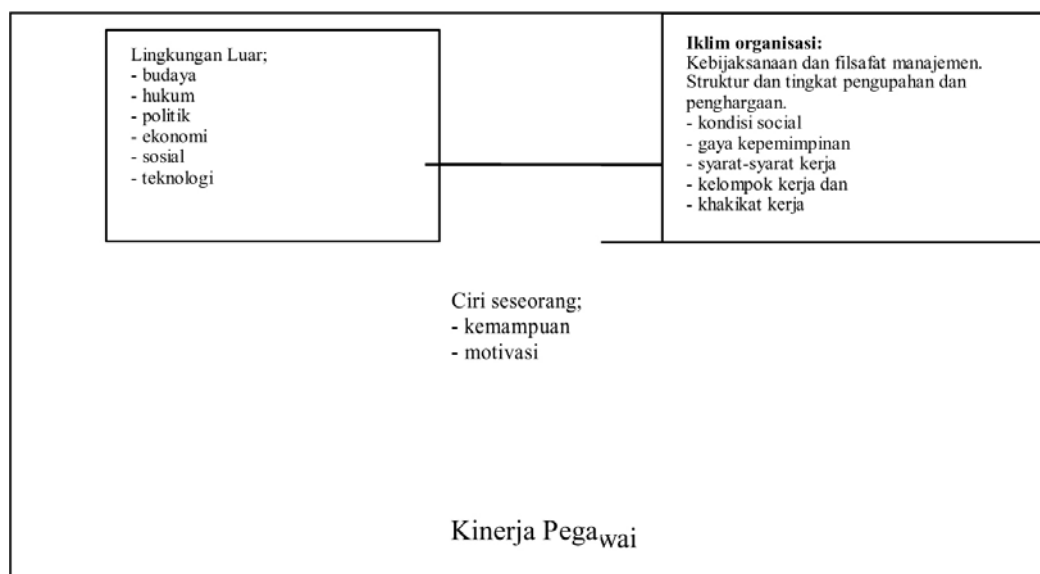 Lingkungan Luar;
- budaya
- hukum
- politik
- ekonomi
- sosial
- teknologi
Iklim organisasi:
Kebijaksanaan dan filsafat manajemen.
Struktur dan tingkat pengupahan dan
penghargaan.
- kondisi social
- gaya kepemimpinan
- syarat-syarat kerja
- kelompok kerja dan
- khakikat kerja
Ciri seseorang;
- kemampuan
- motivasi
Kinerja Pegawai